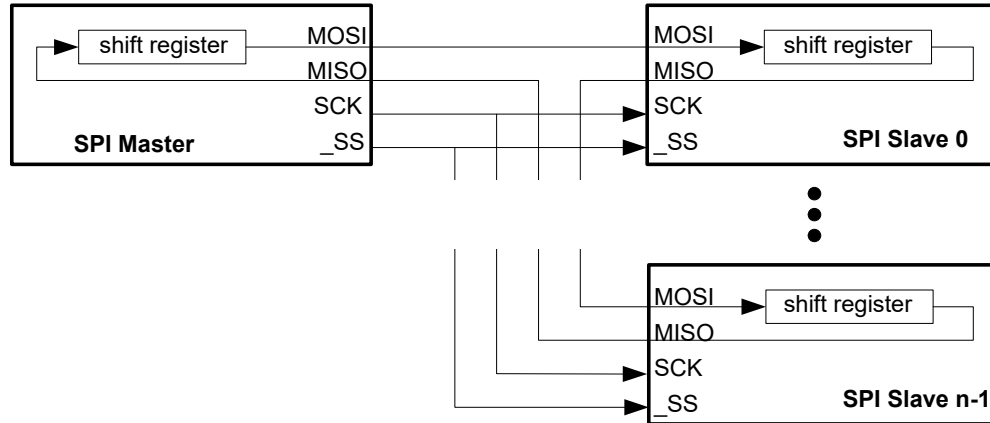 shift register
MOSI
MISO
SCK
_SS
SPI Master
MOSI
shift register
MISO
SCK
_SS
SPI Slave 0
MOSI
shift register
MISO
SCK
_SS
SPI Slave n-1